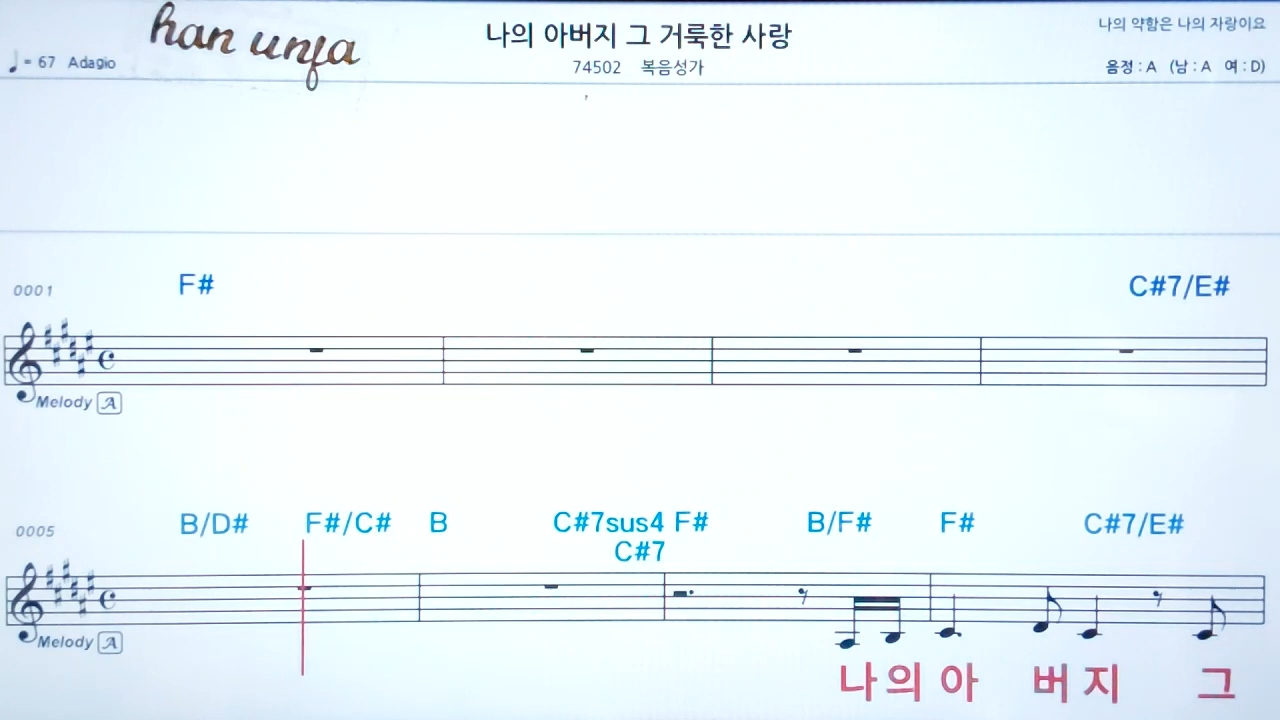 han unfa
나의 아버지 그 거룩한 사랑
나의 약함은 나의 자랑이요
♩= 67 Adagio
74502 복음성가
음정 : A (남 : A 여 : D)
0001 F# C#7/E#
Melody A
0005 B/D# F#/C# B C#7sus4 F# B/F# F# C#7/E#
C#7
Melody A
나의 아 버 지 그